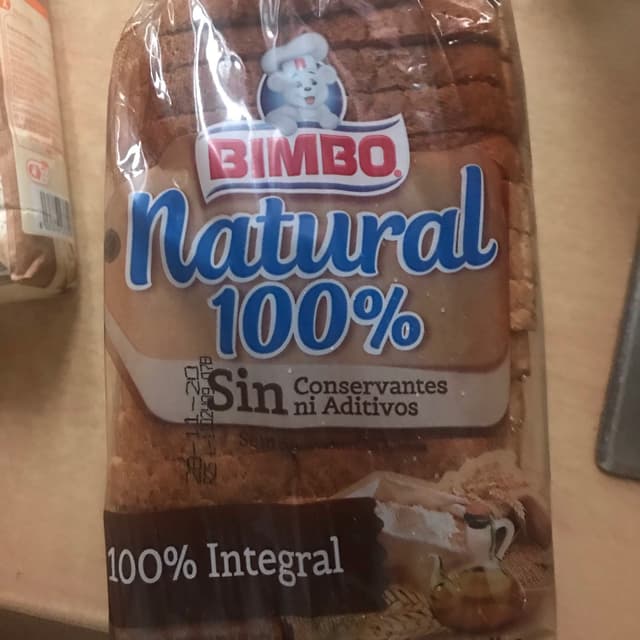 BIMBO
Natural
100%
Sin Conservantes
ni Aditivos
100% Integral